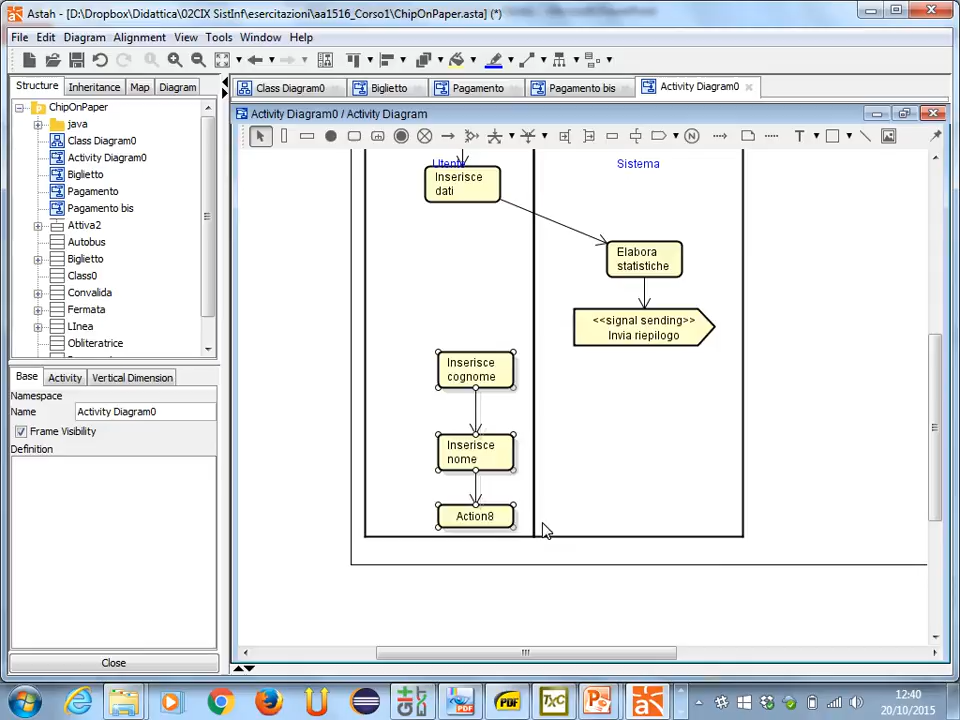 Astah - [D:\Dropbox\Didattica\02CIX SistInf\esercitazioni\aa1516_Corso1\ChipOnPaper.asta] (*)
File Edit Diagram Alignment View Tools Window Help
Structure Inheritance Map Diagram
Class Diagram0 Biglietto Pagamento Pagamento bis Activity Diagram0
Activity Diagram0 / Activity Diagram
ChipOnPaper
java
Class Diagram0
Activity Diagram0
Biglietto
Pagamento
Pagamento bis
Attiva2
Autobus
Biglietto
Class0
Convalida
Fermata
LInea
Obliteratrice
Base Activity Vertical Dimension
Namespace
Name Activity Diagram0
Frame Visibility
Definition
Close
N T
Utente
Sistema
Inserisce
dati
Elabora
statistiche
<<signal sending>>
Invia riepilogo
Inserisce
cognome
Inserisce
nome
Action8
PDF
PDF
TXC
12:40
20/10/2015